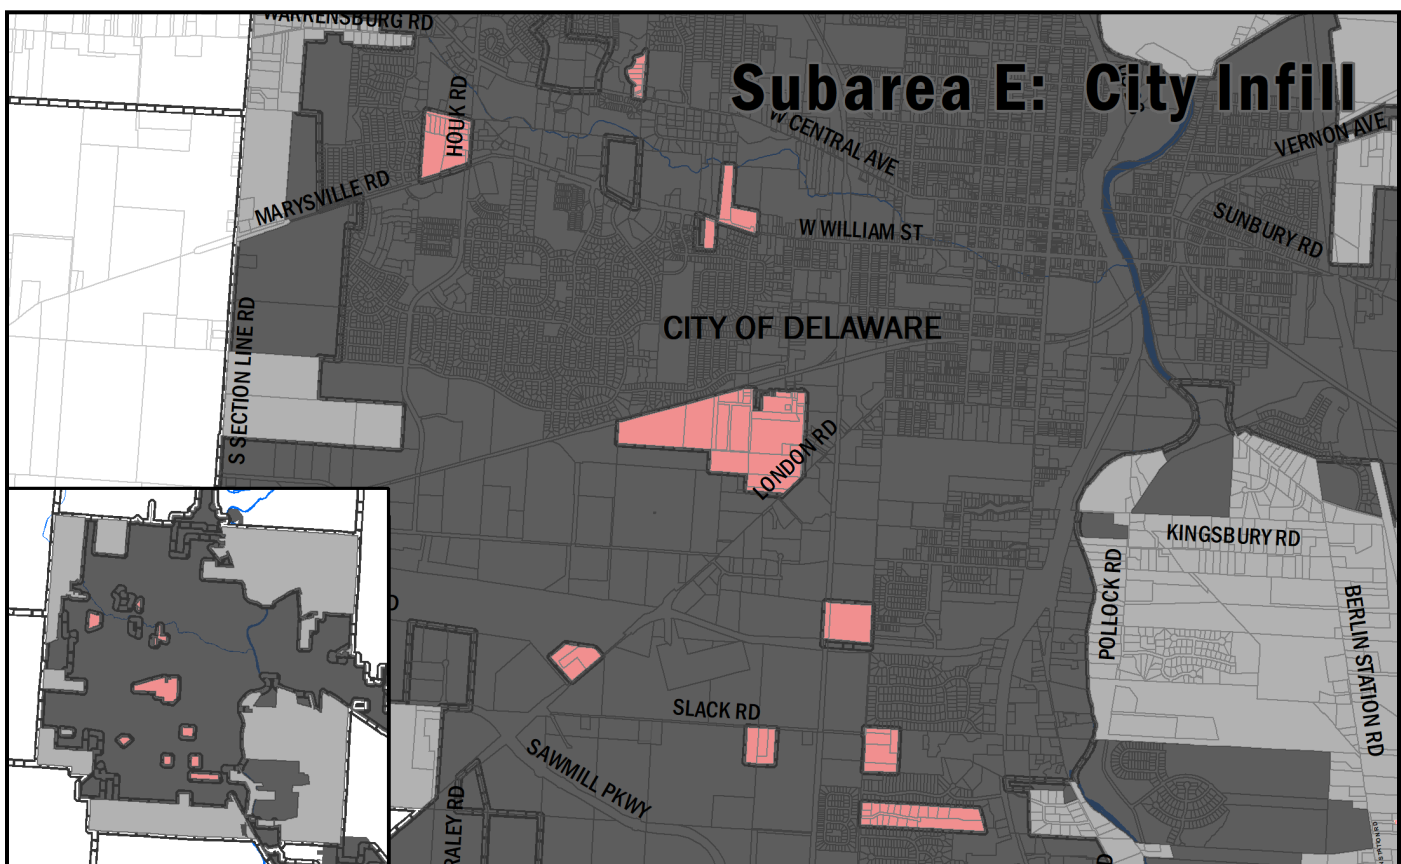 WARRENSBURG RD
Subarea E: City Infill
HOUK RD
W CENTRAL AVE
VERNON AVE
MARYSVILLE RD
W WILLIAM ST
SUNBURY RD
CITY OF DELAWARE
S SECTION LINE RD
LONDON RD
KINGSBURY RD
POLLOCK RD
BERLIN STATION RD
SLACK RD
SAWMILL PKWY
RALEY RD
D
D